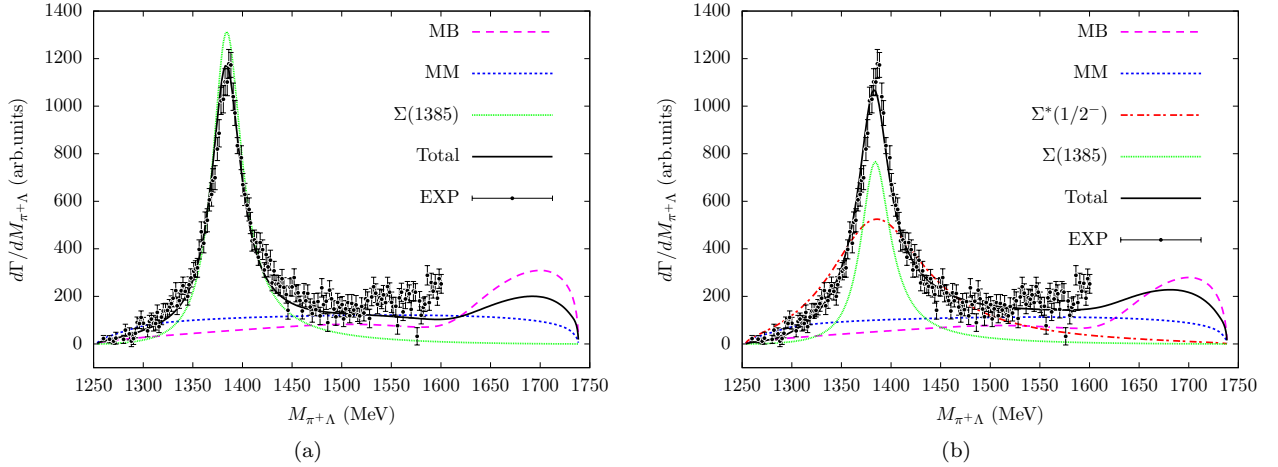 1400
1200
1000
800
600
400
200
0
dΓ/dM_{π⁺Λ} (arb.units)
MB
MM
Σ(1385)
Total
EXP
1250 1300 1350 1400 1450 1500 1550 1600 1650 1700 1750
M_{π⁺Λ} (MeV)
(a)
1400
1200
1000
800
600
400
200
0
dΓ/dM_{π⁺Λ} (arb.units)
MB
MM
Σ*(1/2⁻)
Σ(1385)
Total
EXP
1250 1300 1350 1400 1450 1500 1550 1600 1650 1700 1750
M_{π⁺Λ} (MeV)
(b)